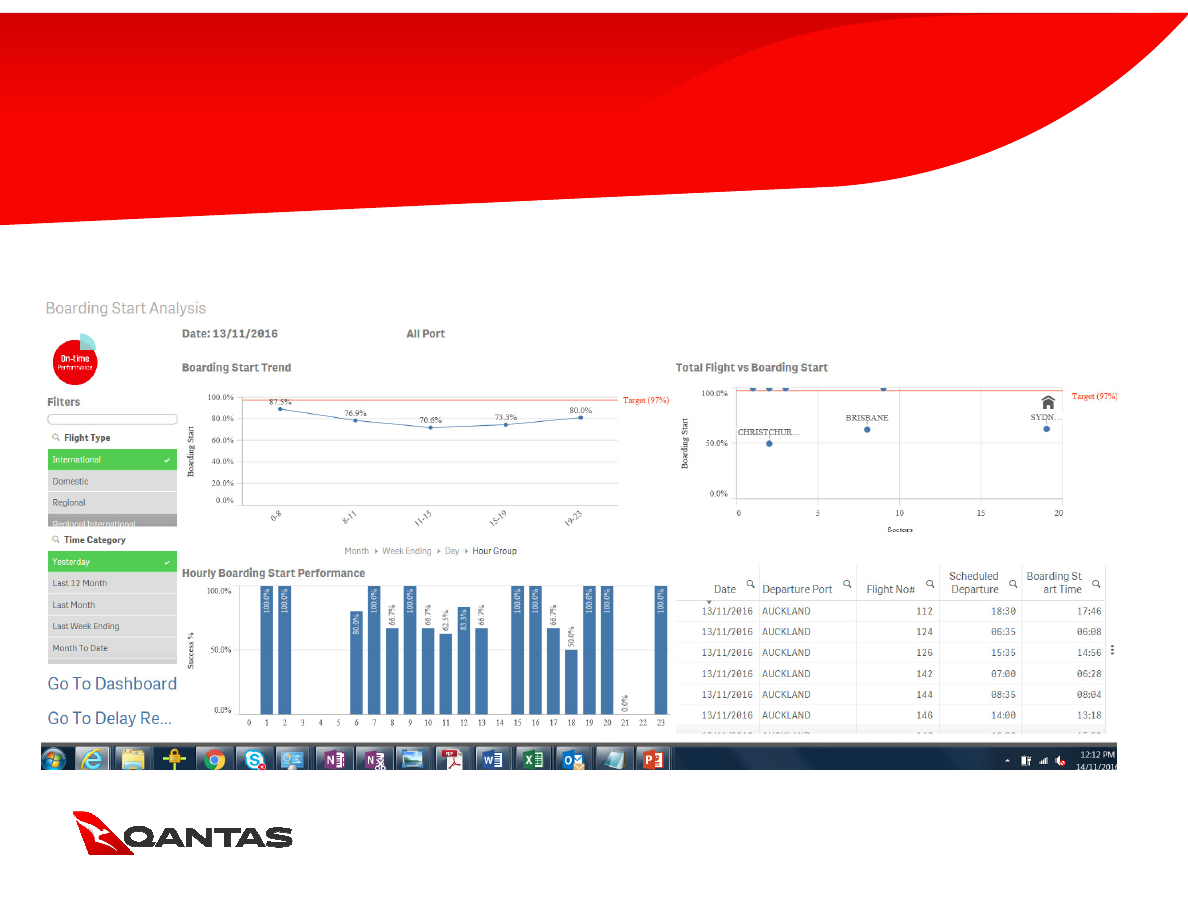 Boarding Start Analysis
Date: 13/11/2016 All Port
On-time
Performance
Filters
Flight Type
International
Domestic
Regional
Regional International
Time Category
Yesterday
Last 12 Month
Last Month
Last Week Ending
Month To Date
Go To Dashboard
Go To Delay Re...
Boarding Start Trend
Boarding Start
100.0%
80.0%
60.0%
40.0%
20.0%
0.0%
87.5% 76.9% 70.6% 73.3% 80.0%
Target (97%)
0-8 8-11 11-15 15-19 19-23
Month Week Ending Day Hour Group
Total Flight vs Boarding Start
Boarding Start
100.0%
50.0%
0.0%
Target (97%)
CHRISTCHUR...
BRISBANE
SYDN...
0 5 10 15 20
Sectors
Hourly Boarding Start Performance
Success %
100.0%
50.0%
0.0%
100.0% 100.0% 80.0% 100.0% 66.7% 100.0% 66.7% 62.5% 83.3% 66.7% 100.0% 100.0% 66.7% 50.0% 100.0% 100.0% 0.0% 100.0%
0 1 2 3 4 5 6 7 8 9 10 11 12 13 14 15 16 17 18 19 20 21 22 23
Date Departure Port Flight No# Scheduled Departure Boarding St art Time
13/11/2016 AUCKLAND 112 18:30 17:46
13/11/2016 AUCKLAND 124 06:35 06:08
13/11/2016 AUCKLAND 126 15:35 14:56
13/11/2016 AUCKLAND 142 07:00 06:28
13/11/2016 AUCKLAND 144 08:35 08:04
13/11/2016 AUCKLAND 146 14:00 13:18
12:12 PM
14/11/201
QANTAS